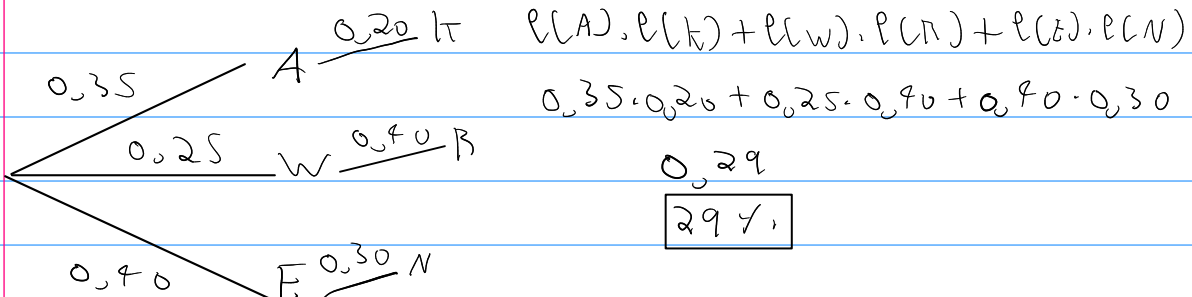 0,20 K
A
0,35
0,40 R
0,25 W
0,30 N
0,40 E
P(A).P(K)+P(W).P(R)+P(E).P(N)
0,35.0,20+0,25.0,40+0,40.0,30
0,29
29%.